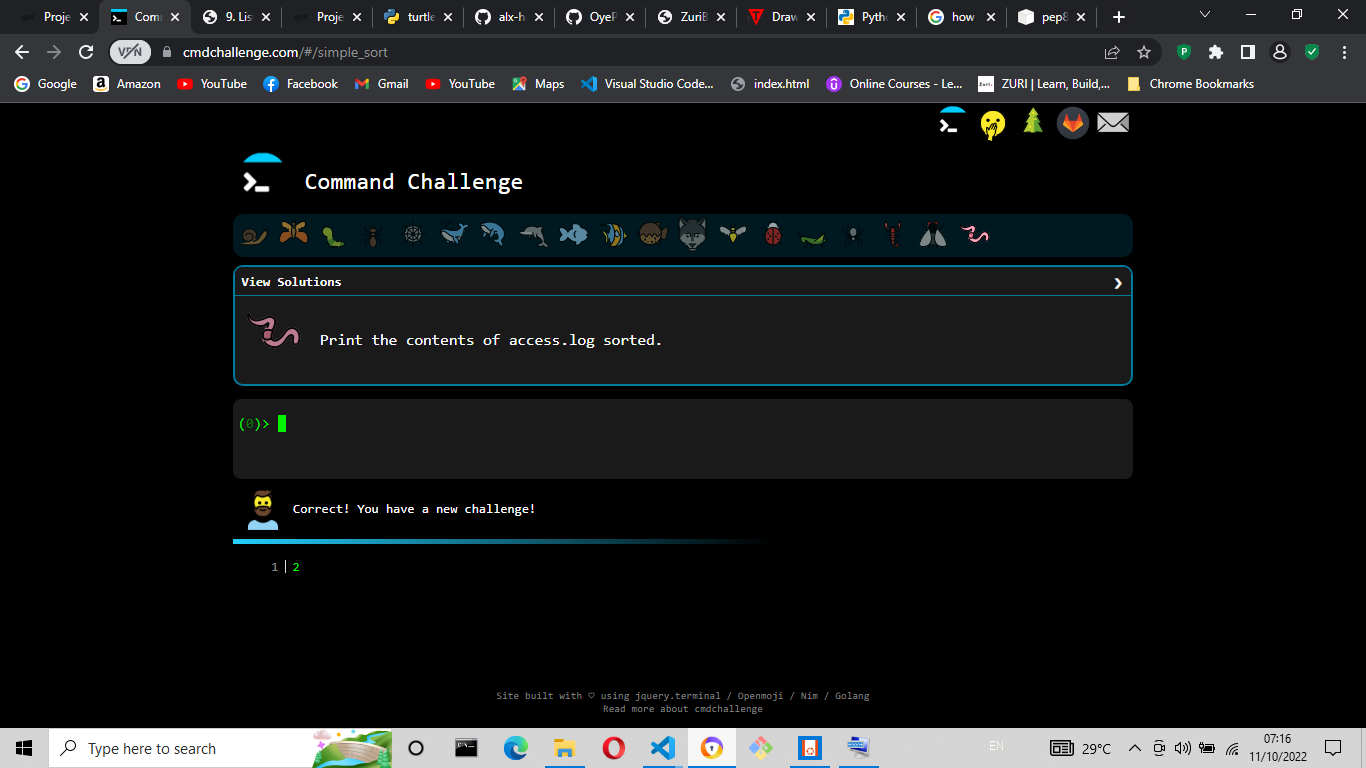 Proje
Comm
9. Lis
Proje
turtle
alx-h
OyeP
ZuriB
Draw
Pytho
how
pep8
VPN
cmdchallenge.com/#/simple_sort
Google
Amazon
YouTube
Facebook
Gmail
YouTube
Maps
Visual Studio Code...
index.html
Online Courses - Le...
ZURI | Learn, Build,...
Chrome Bookmarks
Command Challenge
View Solutions
Print the contents of access.log sorted.
(0)>
Correct! You have a new challenge!
1 | 2
Site built with ♡ using jquery.terminal / Openmoji / Nim / Golang
Read more about cmdchallenge
Type here to search
EN
29°C
07:16
11/10/2022